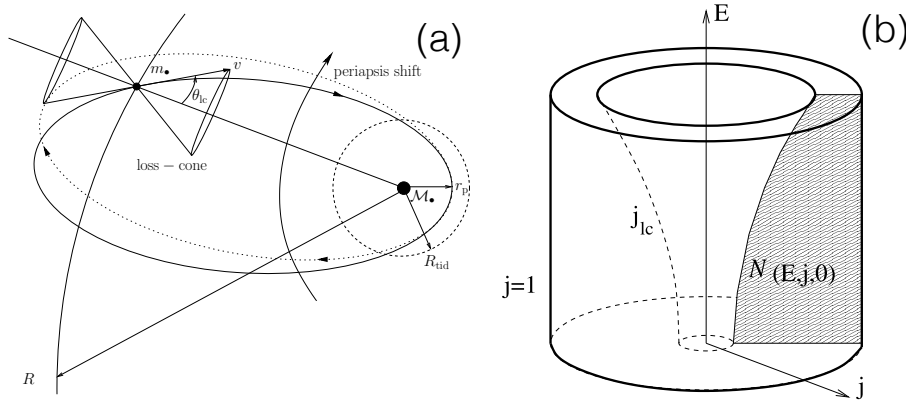 (a)
m•
v
θlc
periapsis shift
loss − cone
rp
ℳ•
Rtid
R
(b)
E
jlc
N(E,j,0)
j=1
j